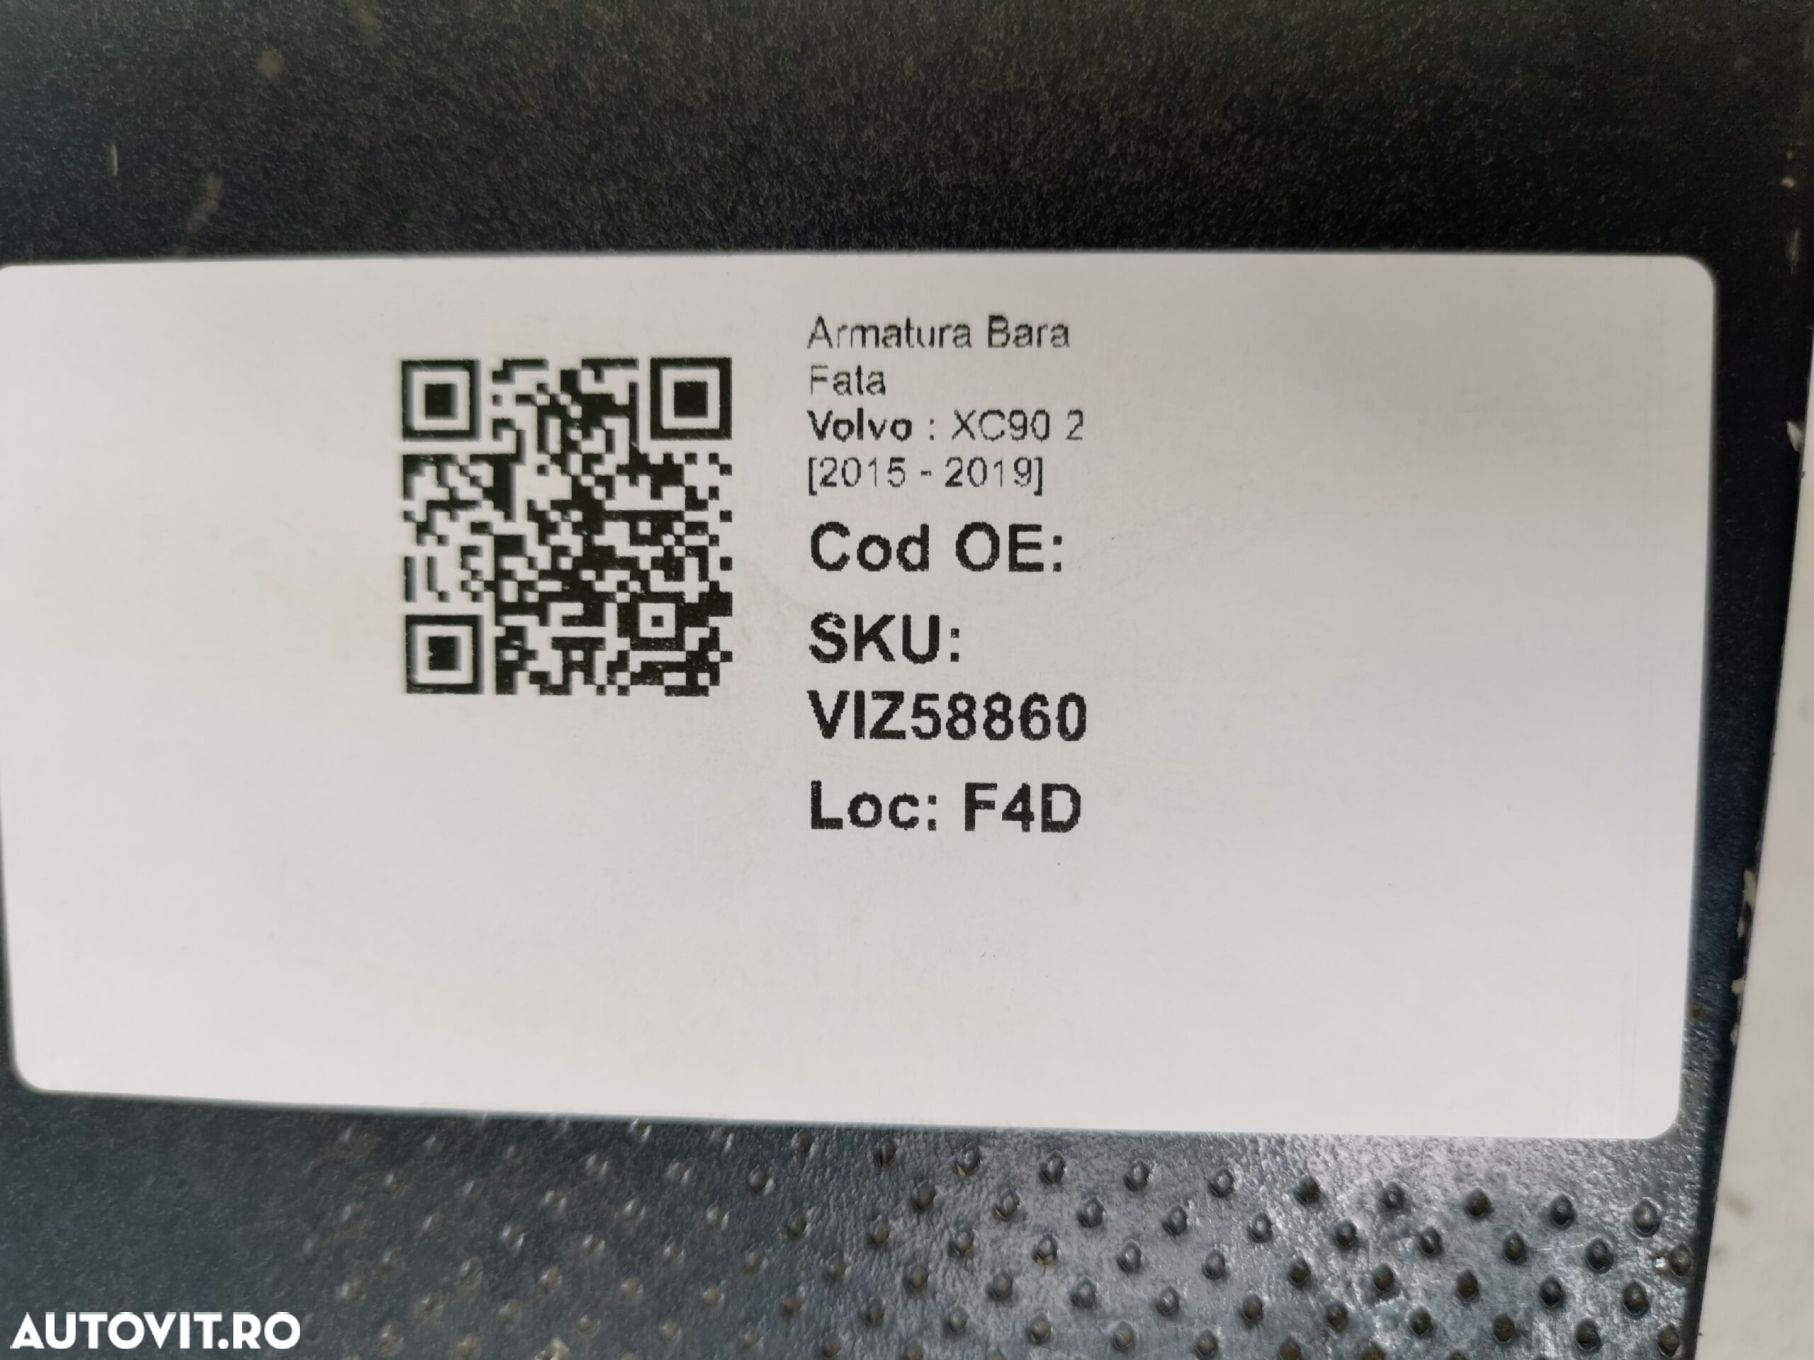 Armatura Bara
Fata
Volvo : XC90 2
[2015 - 2019]
Cod OE:
SKU:
VIZ58860
Loc: F4D
AUTOVIT.RO